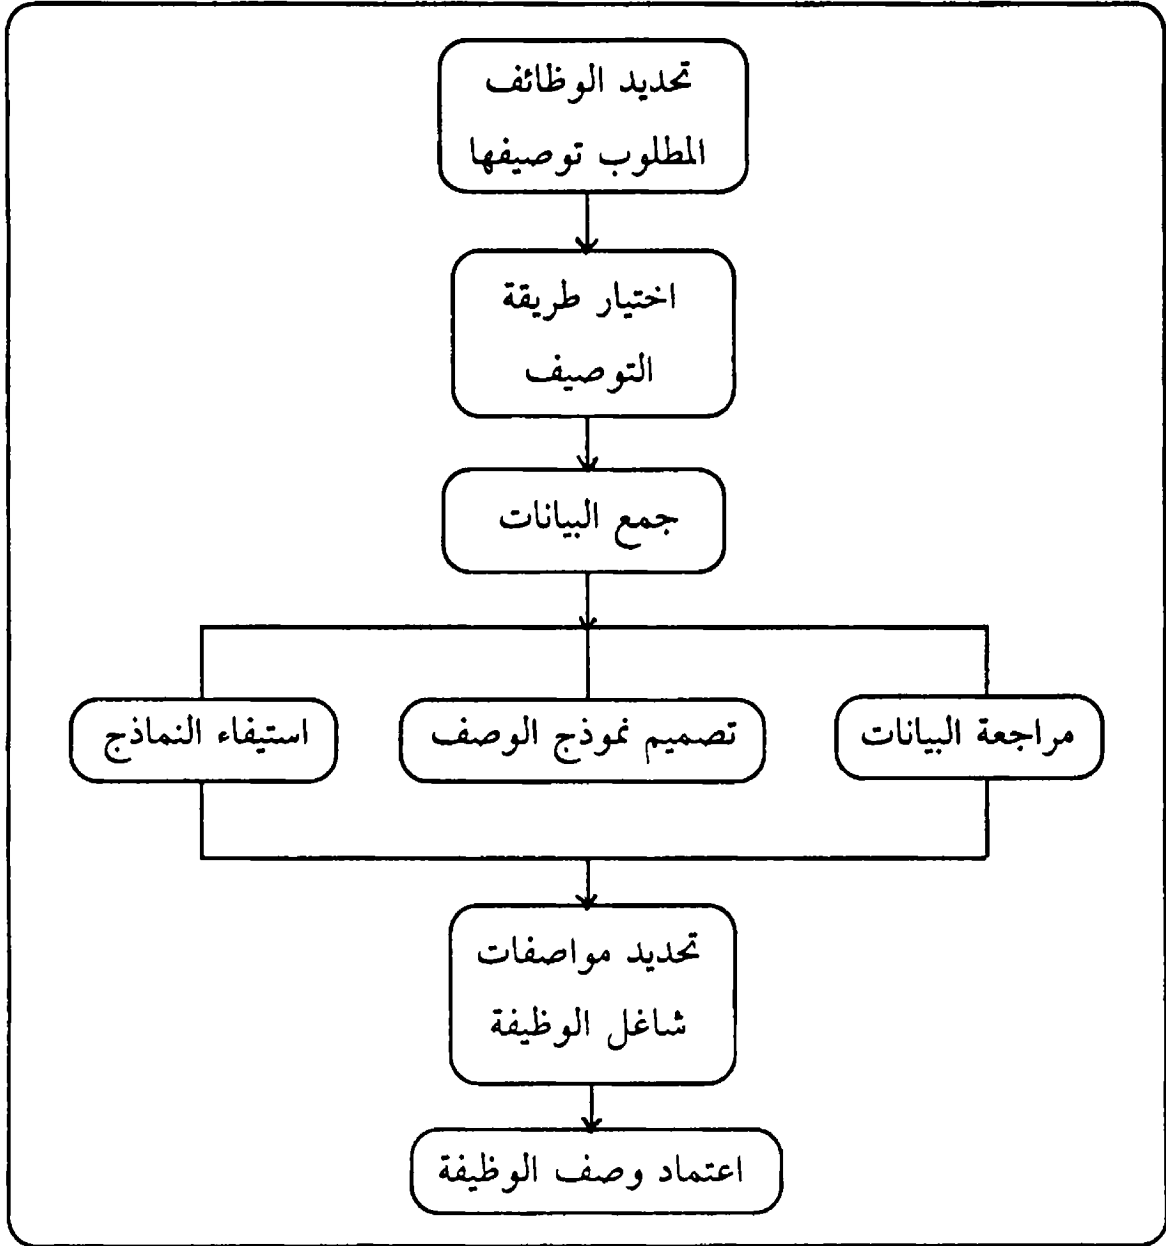 تحديد الوظائف
المطلوب توصيفها
اختيار طريقة
التوصيف
جمع البيانات
مراجعة البيانات
تصميم نموذج الوصف
استيفاء النماذج
تحديد مواصفات
شاغل الوظيفة
اعتماد وصف الوظيفة